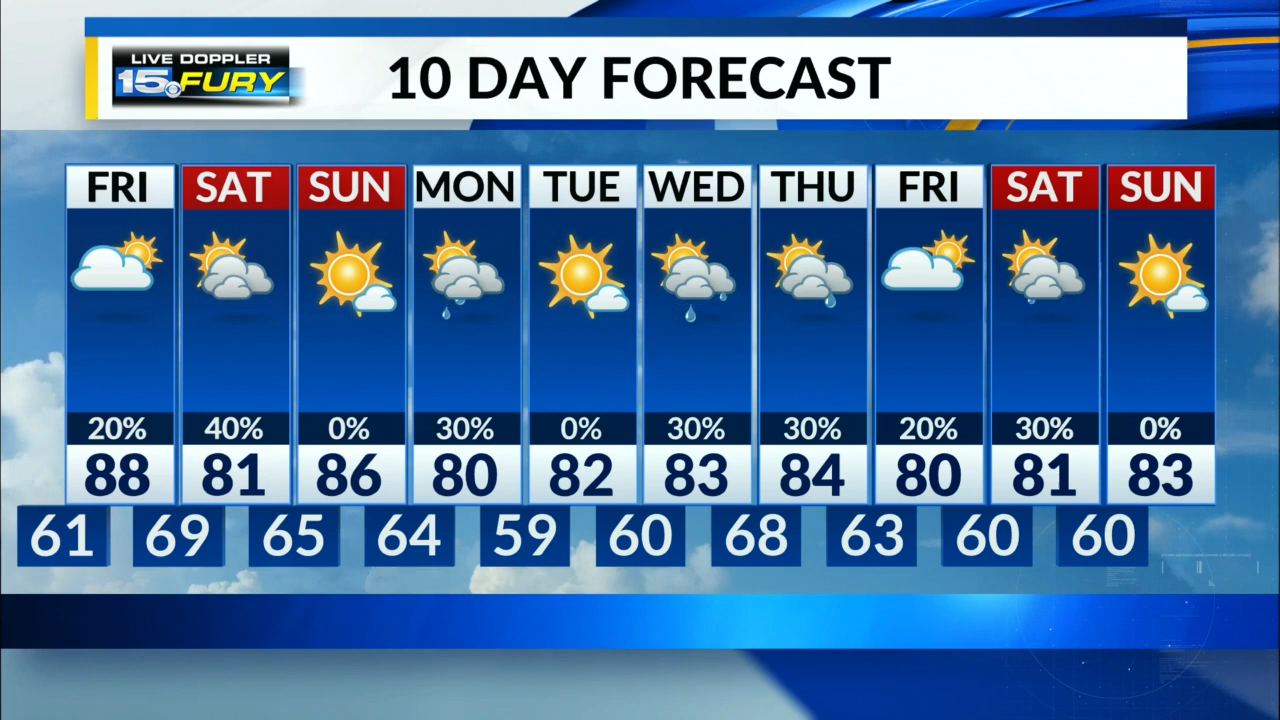 LIVE DOPPLER
15 FURY
10 DAY FORECAST
FRI SAT SUN MON TUE WED THU FRI SAT SUN
20% 40% 0% 30% 0% 30% 30% 20% 30% 0%
88 81 86 80 82 83 84 80 81 83
61 69 65 64 59 60 68 63 60 60